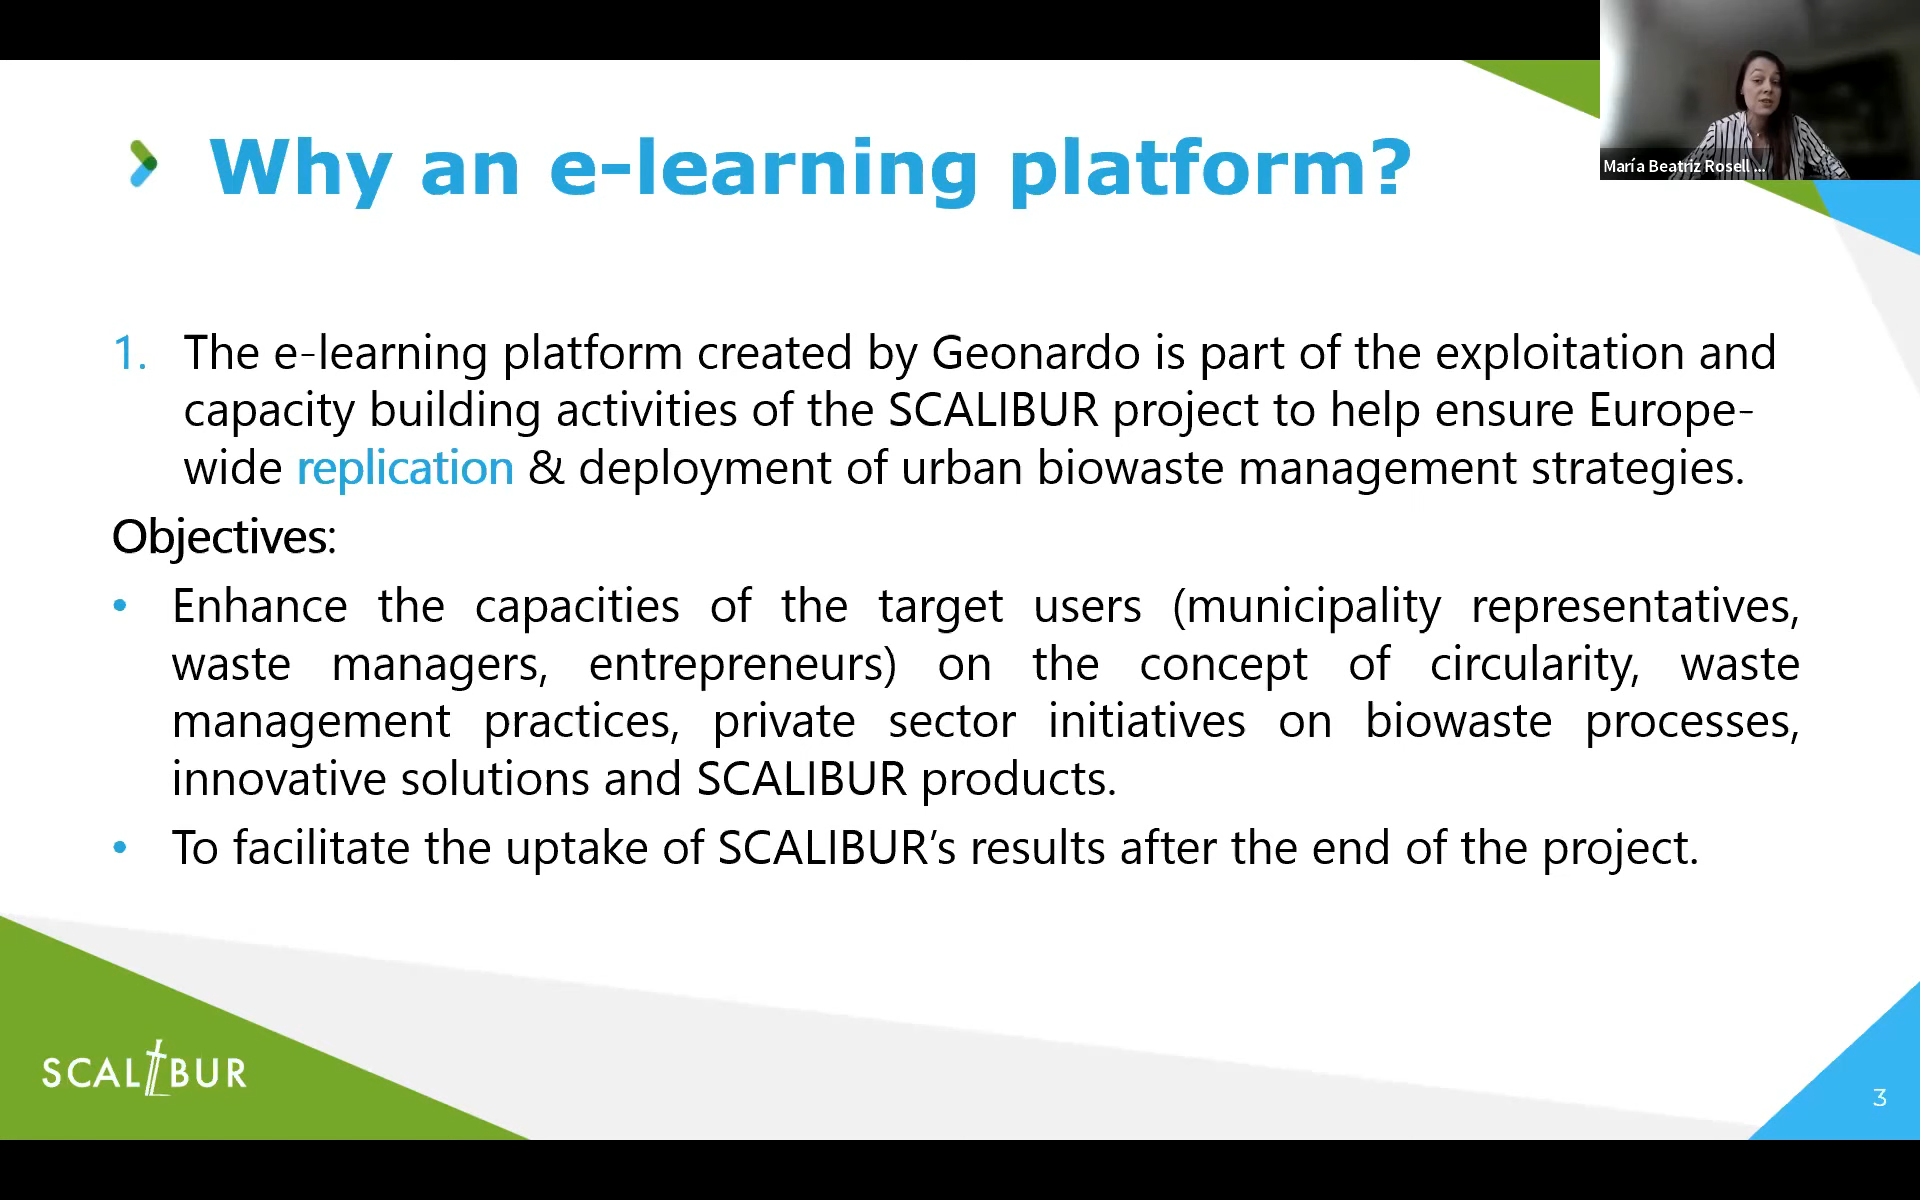 Why an e-learning platform?
María Beatriz Rosell ...
1. The e-learning platform created by Geonardo is part of the exploitation and
capacity building activities of the SCALIBUR project to help ensure Europe-
wide replication & deployment of urban biowaste management strategies.
Objectives:
• Enhance the capacities of the target users (municipality representatives,
waste managers, entrepreneurs) on the concept of circularity, waste
management practices, private sector initiatives on biowaste processes,
innovative solutions and SCALIBUR products.
• To facilitate the uptake of SCALIBUR’s results after the end of the project.
SCALIBUR
3